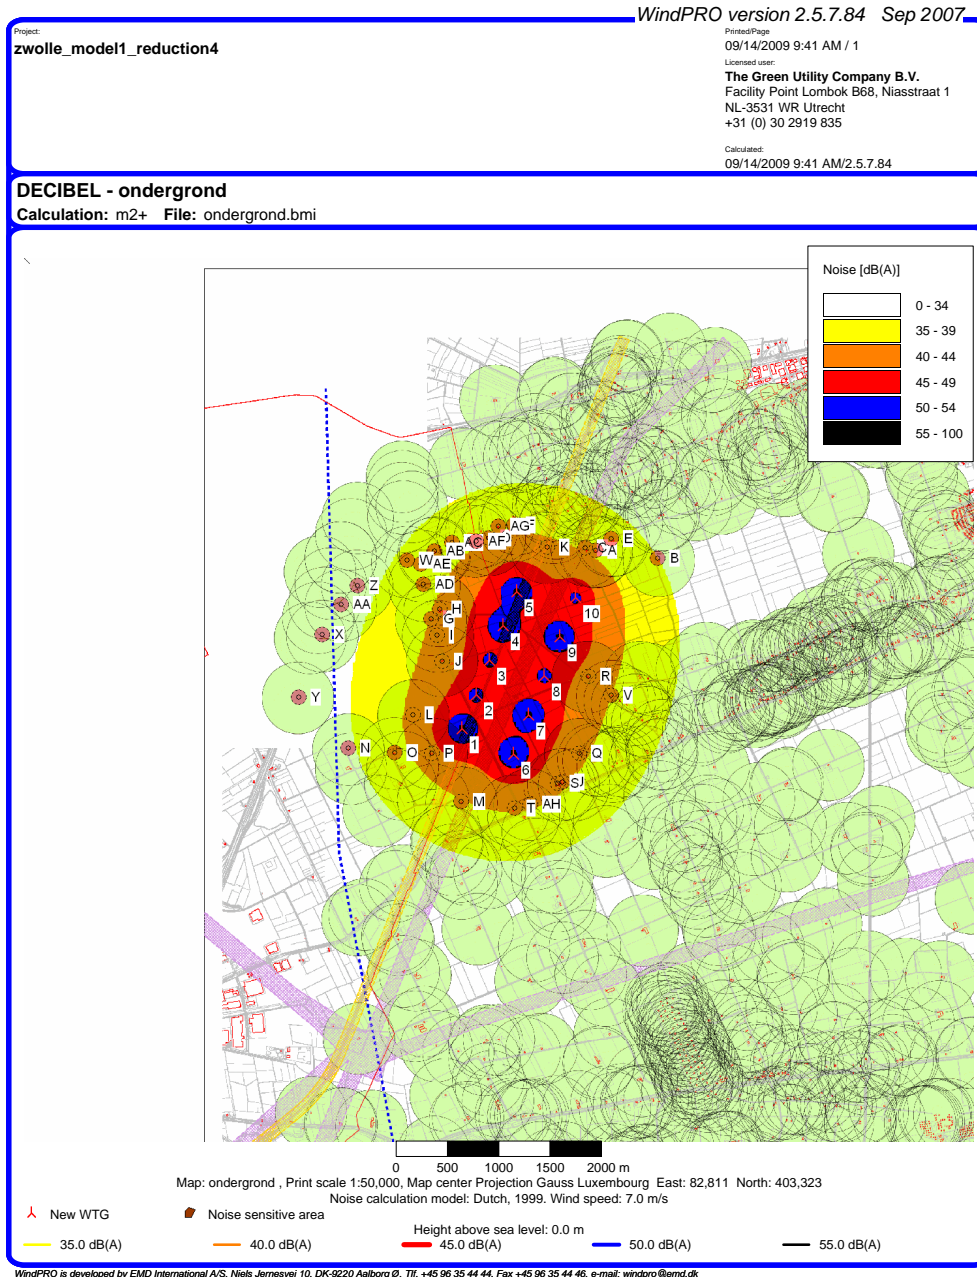 WindPRO version 2.5.7.84 Sep 2007
Project:
zwolle_model1_reduction4
Printed/Page
09/14/2009 9:41 AM / 1
Licensed user:
The Green Utility Company B.V.
Facility Point Lombok B68, Niasstraat 1
NL-3531 WR Utrecht
+31 (0) 30 2919 835
Calculated:
09/14/2009 9:41 AM/2.5.7.84
DECIBEL - ondergrond
Calculation: m2+ File: ondergrond.bmi
Noise [dB(A)]
0 - 34
35 - 39
40 - 44
45 - 49
50 - 54
55 - 100
AG
AF
E
K
A
B
W
AB
AE
Z
AD
AA
H
G
X
I
J
Y
L
N
O
P
M
T
AH
S
Q
R
V
5
10
4
9
3
8
2
7
1
6
0 500 1000 1500 2000 m
Map: ondergrond , Print scale 1:50,000, Map center Projection Gauss Luxembourg East: 82,811 North: 403,323
Noise calculation model: Dutch, 1999. Wind speed: 7.0 m/s
New WTG
Noise sensitive area
Height above sea level: 0.0 m
35.0 dB(A) 40.0 dB(A) 45.0 dB(A) 50.0 dB(A) 55.0 dB(A)
WindPRO is developed by EMD International A/S, Niels Jernesvej 10, DK-9220 Aalborg Ø, Tlf. +45 96 35 44 44, Fax +45 96 35 44 46, e-mail: windpro@emd.dk